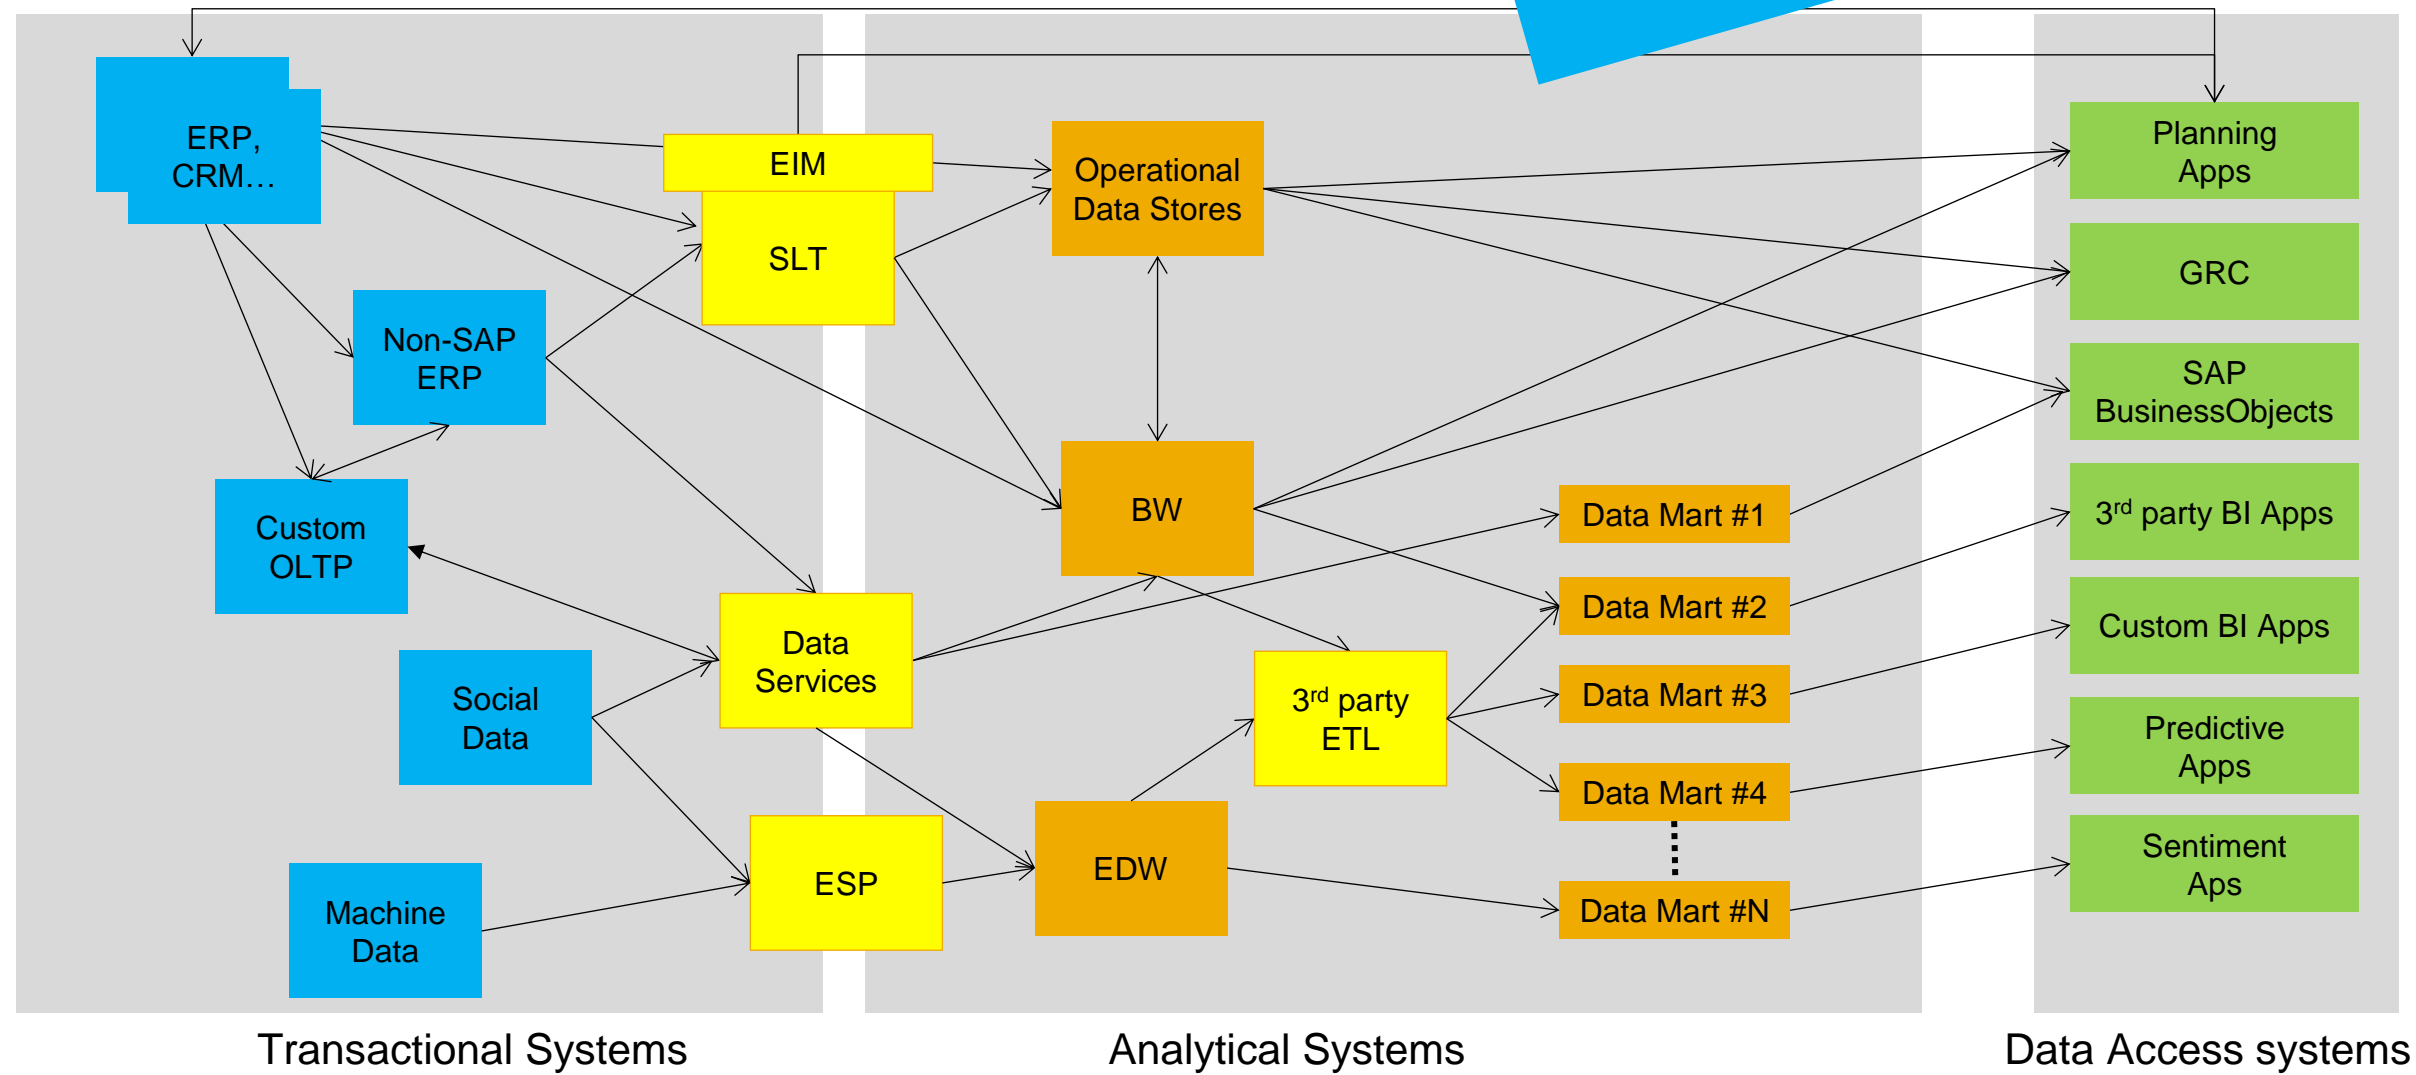 ERP,
CRM…
EIM
SLT
Non-SAP
ERP
Custom
OLTP
Social
Data
Machine
Data
Data
Services
ESP
Operational
Data Stores
BW
3rd party
ETL
EDW
Data Mart #1
Data Mart #2
Data Mart #3
Data Mart #4
Data Mart #N
Planning
Apps
GRC
SAP
BusinessObjects
3rd party BI Apps
Custom BI Apps
Predictive
Apps
Sentiment
Aps
Transactional Systems
Analytical Systems
Data Access systems